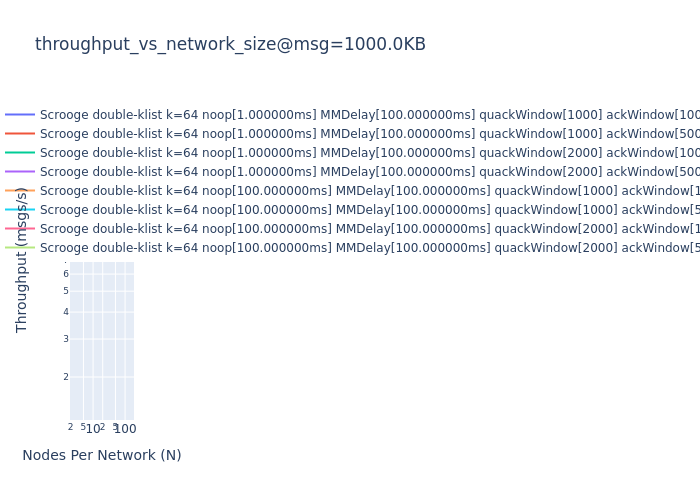 throughput_vs_network_size@msg=1000.0KB
Scrooge double-klist k=64 noop[1.000000ms] MMDelay[100.000000ms] quackWindow[1000] ackWindow[100
Scrooge double-klist k=64 noop[1.000000ms] MMDelay[100.000000ms] quackWindow[1000] ackWindow[500
Scrooge double-klist k=64 noop[1.000000ms] MMDelay[100.000000ms] quackWindow[2000] ackWindow[100
Scrooge double-klist k=64 noop[1.000000ms] MMDelay[100.000000ms] quackWindow[2000] ackWindow[500
Scrooge double-klist k=64 noop[100.000000ms] MMDelay[100.000000ms] quackWindow[1000] ackWindow[1
Scrooge double-klist k=64 noop[100.000000ms] MMDelay[100.000000ms] quackWindow[1000] ackWindow[5
Scrooge double-klist k=64 noop[100.000000ms] MMDelay[100.000000ms] quackWindow[2000] ackWindow[1
Scrooge double-klist k=64 noop[100.000000ms] MMDelay[100.000000ms] quackWindow[2000] ackWindow[5
Throughput (msgs/s)
6
5
4
3
2
2 5 10 2 5 100
Nodes Per Network (N)